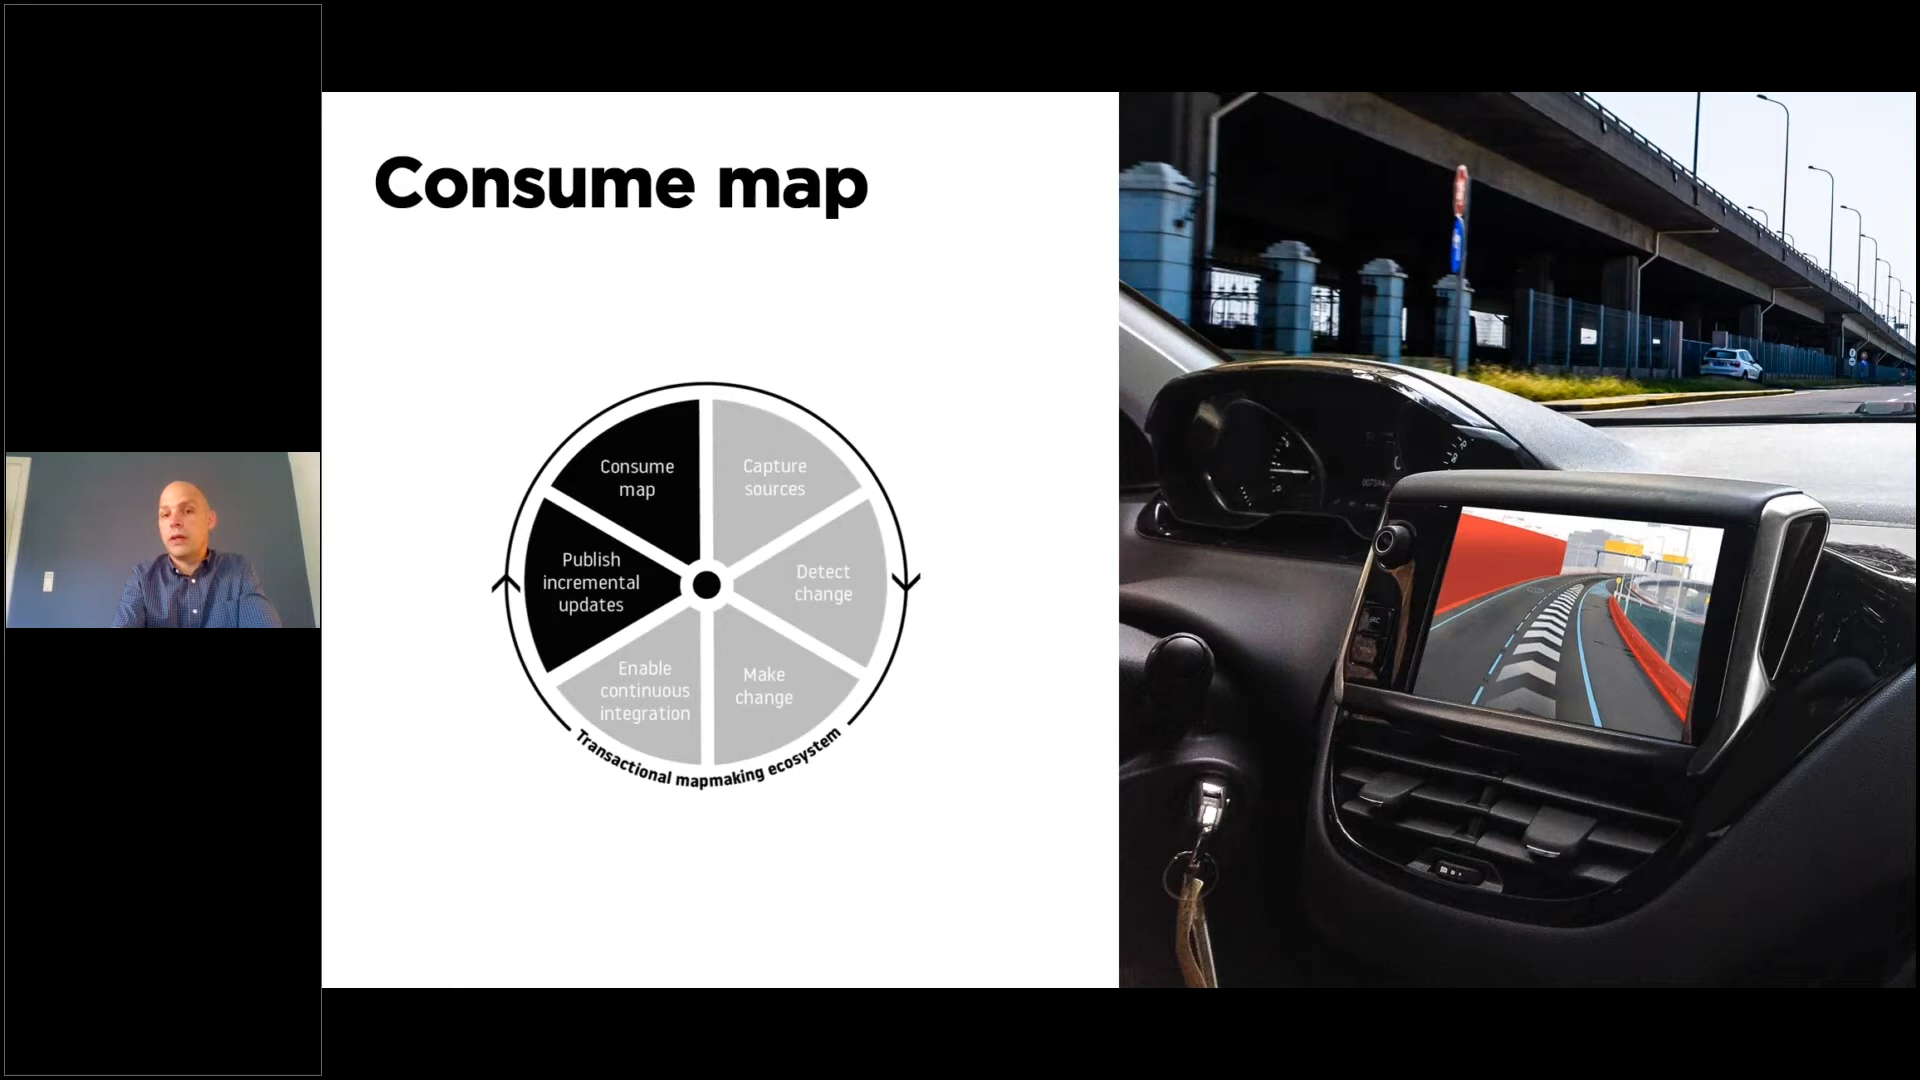 Consume map
Consume
map
Capture
sources
Publish
incremental
updates
Detect
change
Enable
continuous
integration
Make
change
Transactional mapmaking ecosystem